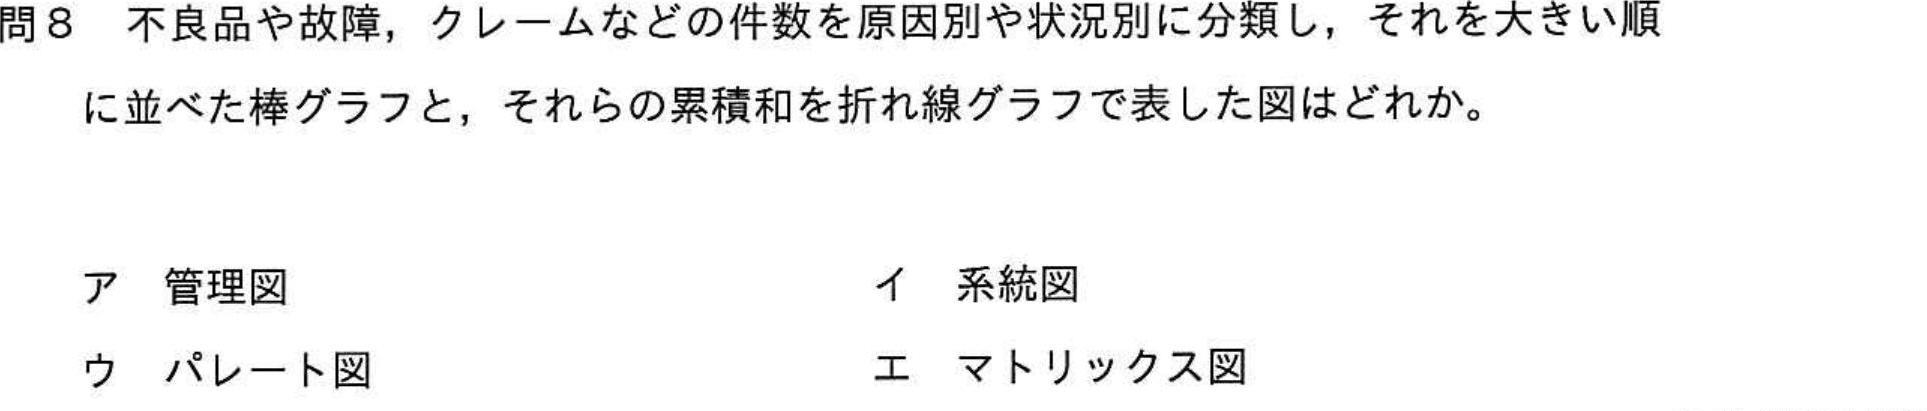 問８　不良品や故障，クレームなどの件数を原因別や状況別に分類し，それを大きい順
に並べた棒グラフと，それらの累積和を折れ線グラフで表した図はどれか。
ア　管理図　イ　系統図
ウ　パレート図　エ　マトリックス図